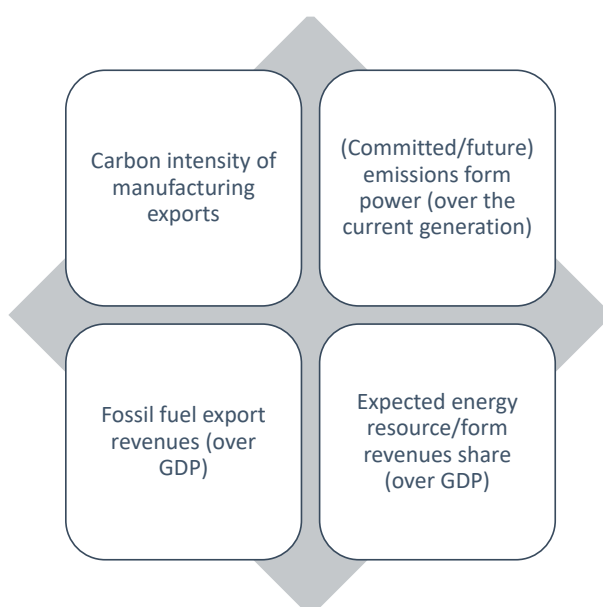 Carbon intensity of
manufacturing
exports
(Committed/future)
emissions form
power (over the
current generation)
Fossil fuel export
revenues (over
GDP)
Expected energy
resource/form
revenues share
(over GDP)